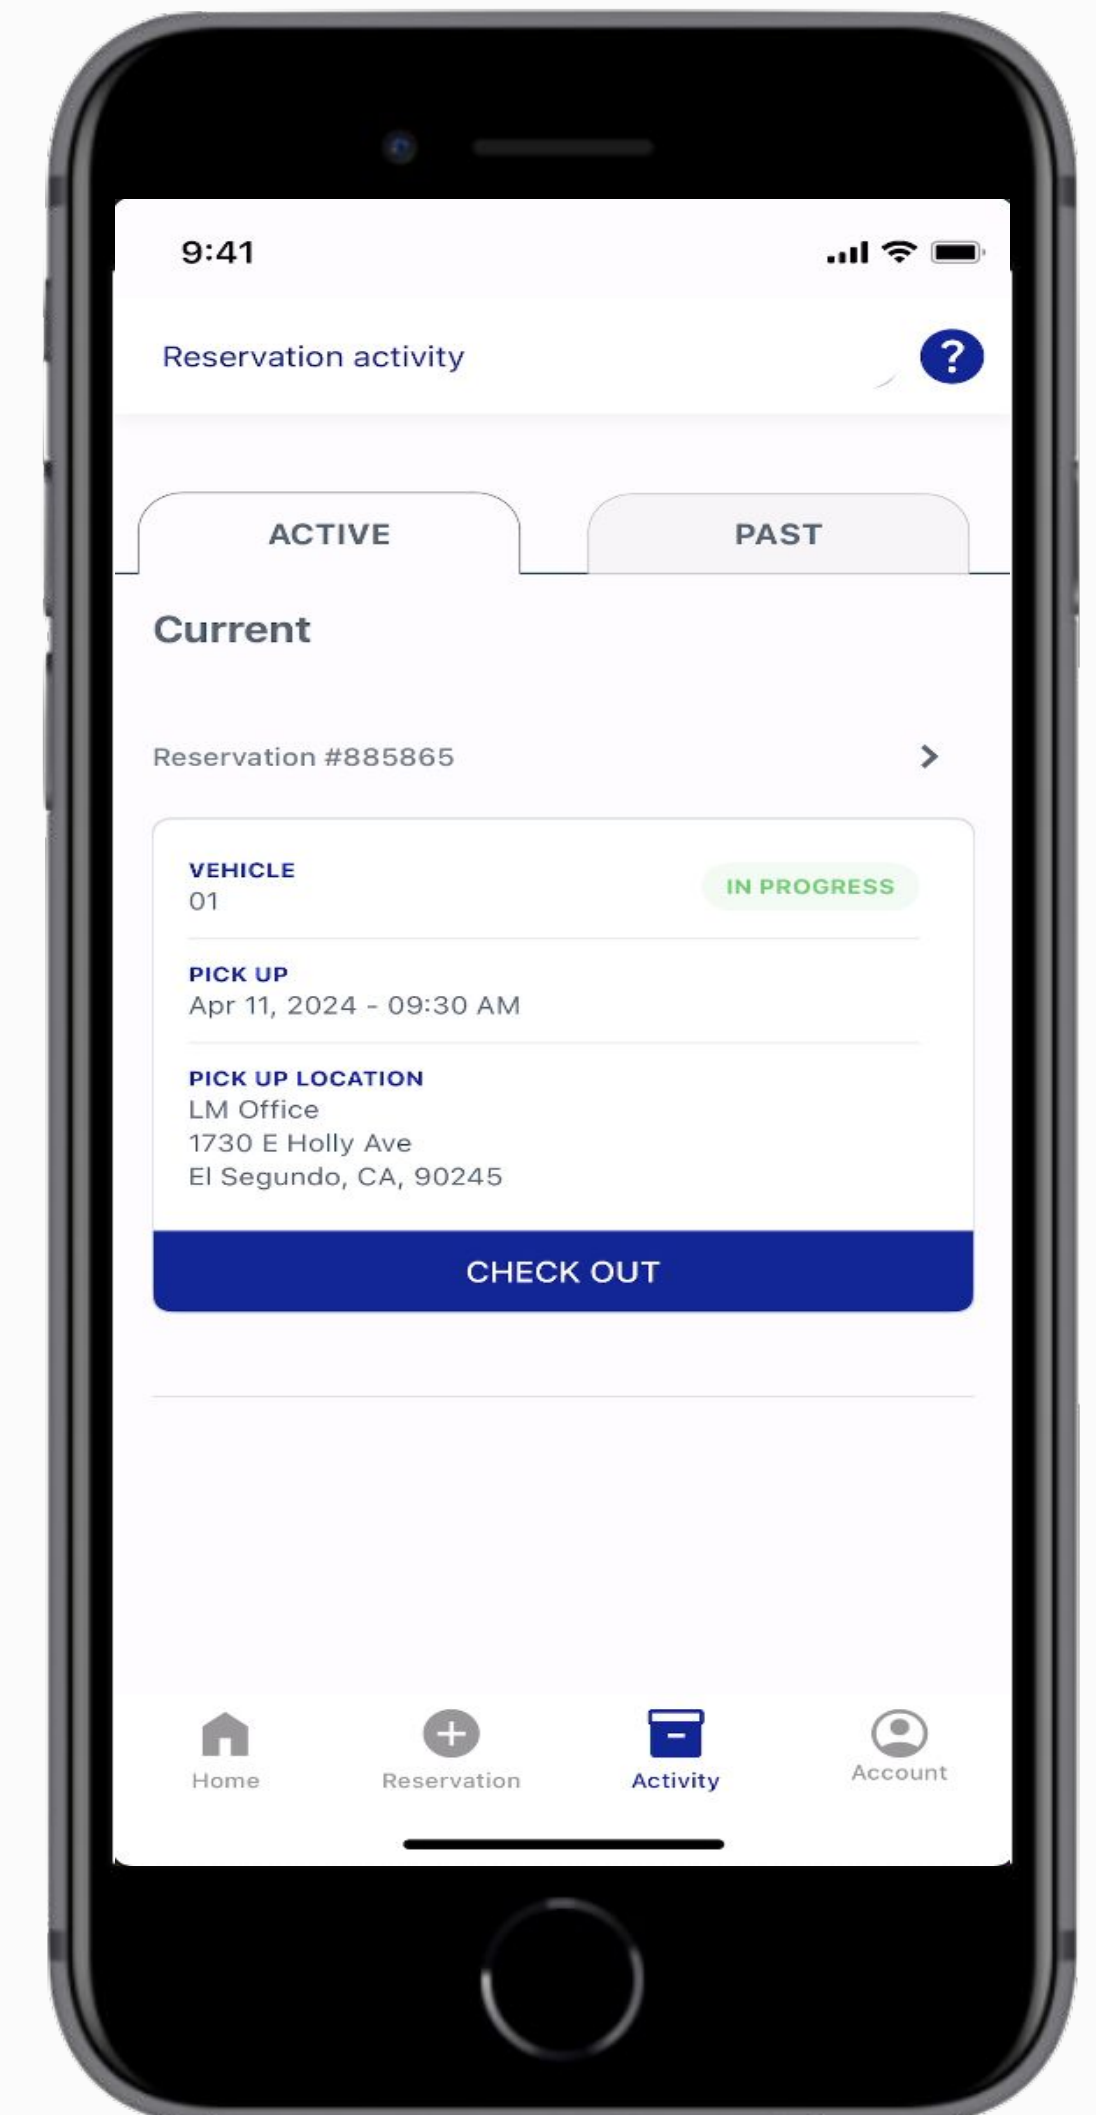 9:41
Reservation activity
?
ACTIVE
PAST
Current
Reservation #885865
VEHICLE
01
IN PROGRESS
PICK UP
Apr 11, 2024 - 09:30 AM
PICK UP LOCATION
LM Office
1730 E Holly Ave
El Segundo, CA, 90245
CHECK OUT
Home
Reservation
Activity
Account